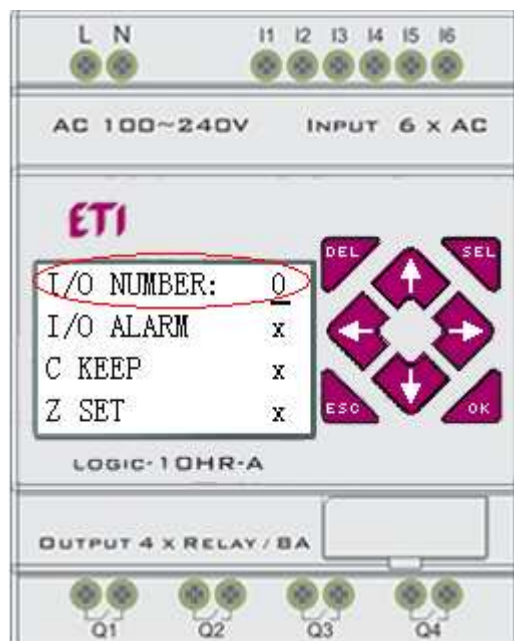 L N I1 I2 I3 I4 I5 I6
AC 100~240V INPUT 6 x AC
ETI
DEL SEL
I/O NUMBER: 0
I/O ALARM x
C KEEP x
Z SET x
ESC OK
LOGIC-10HR-A
OUTPUT 4 x RELAY / 8A
Q1 Q2 Q3 Q4